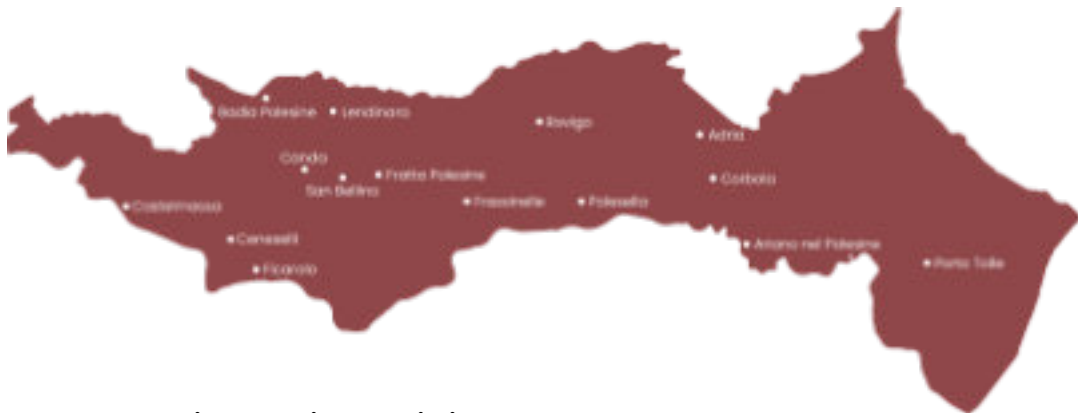 Badia Polesine
Lendinara
Rovigo
Adria
Canda
Fratta Polesine
San Bellino
Corbola
Castelmassa
Frassinelle
Polesella
Ceneselli
Ariano nel Polesine
Ficarolo
Porto Tolle